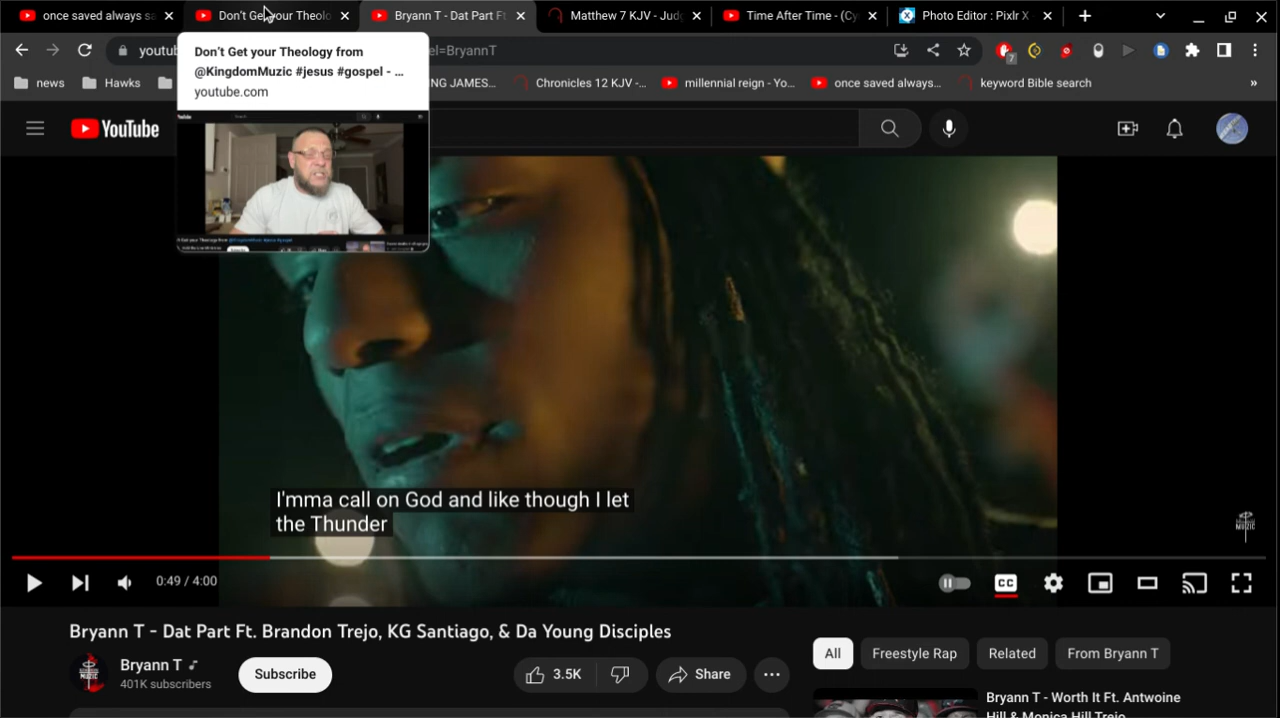 once saved always sa
Don't Get your Theolo
Bryann T - Dat Part Ft
Matthew 7 KJV - Judg
Time After Time - (Cy
Photo Editor : Pixlr X
youtub
el=BryannT
7
Don't Get your Theology from
@KingdomMuzic #jesus #gospel - ...
youtube.com
news
Hawks
NG JAMES...
Chronicles 12 KJV -...
millennial reign - Yo...
once saved always...
keyword Bible search
»
YouTube
I'mma call on God and like though I let
the Thunder
MUZIC
0:49 / 4:00
CC
Bryann T - Dat Part Ft. Brandon Trejo, KG Santiago, & Da Young Disciples
Bryann T
401K subscribers
Subscribe
3.5K
Share
All
Freestyle Rap
Related
From Bryann T
Bryann T - Worth It Ft. Antwoine
Hill & Monica Hill Trejo